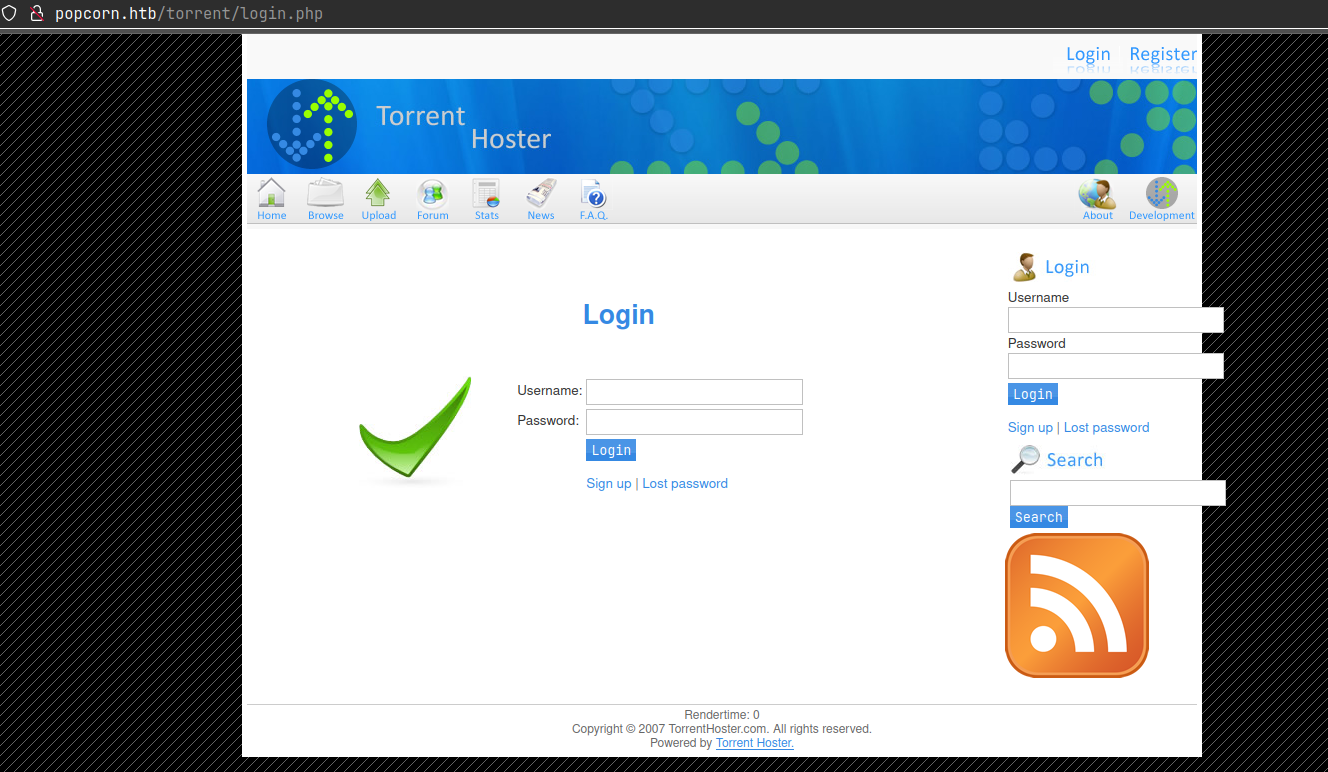 popcorn.htb/torrent/login.php
Login Register
Torrent
Hoster
Home Browse Upload Forum Stats News F.A.Q. About Development
Login
Username:
Password:
Login
Sign up | Lost password
Login
Username
Password
Login
Sign up | Lost password
Search
Search
Rendertime: 0
Copyright © 2007 TorrentHoster.com. All rights reserved.
Powered by Torrent Hoster.